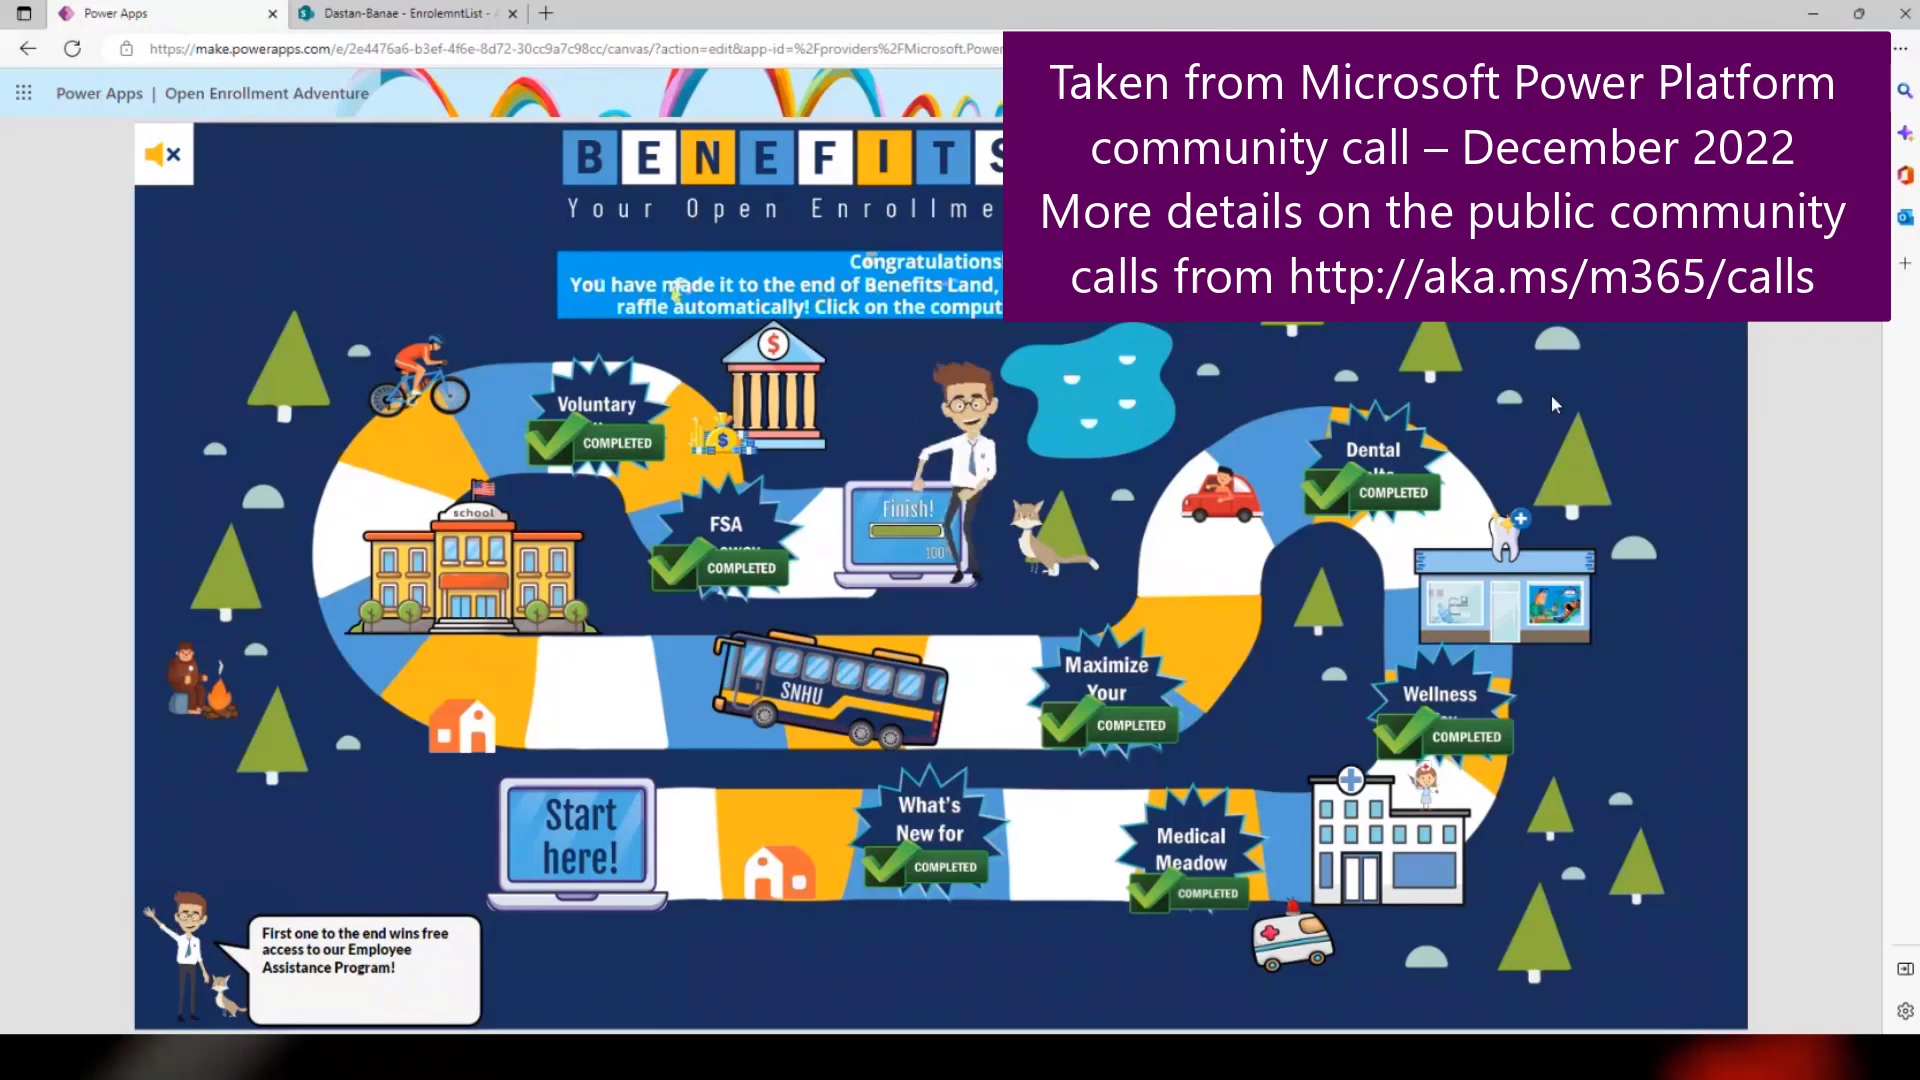 Power Apps
Dastan-Banae - EnrolemntList -
https://make.powerapps.com/e/2e4476a6-b3ef-4f6e-8d72-30cc9a7c98cc/canvas/?action=edit&app-id=%2Fproviders%2FMicrosoft.Power
Power Apps | Open Enrollment Adventure
Taken from Microsoft Power Platform
community call – December 2022
More details on the public community
calls from http://aka.ms/m365/calls
BENEFITS
Your Open Enrollme
Congratulations
You have made it to the end of Benefits Land,
raffle automatically! Click on the comput
Voluntary
COMPLETED
Dental
COMPLETED
FSA
COMPLETED
Finish!
100
school
Maximize
Your
COMPLETED
SNHU
Wellness
COMPLETED
Start
here!
What's
New for
COMPLETED
Medical
Meadow
COMPLETED
First one to the end wins free
access to our Employee
Assistance Program!